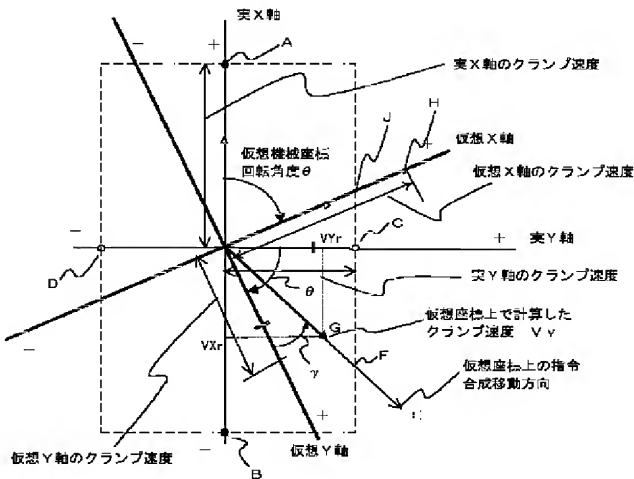 実X軸
+
A
実X軸のクランプ速度
J
H
仮想機械座標
回転角度θ
仮想X軸
+
仮想X軸のクランプ速度
VYr
C
+
実Y軸
D
θ
実Y軸のクランプ速度
G
仮想座標上で計算した
クランプ速度 Vv
VXr
γ
F
仮想座標上の指令
合成移動方向
+
仮想Y軸のクランプ速度
B
仮想Y軸